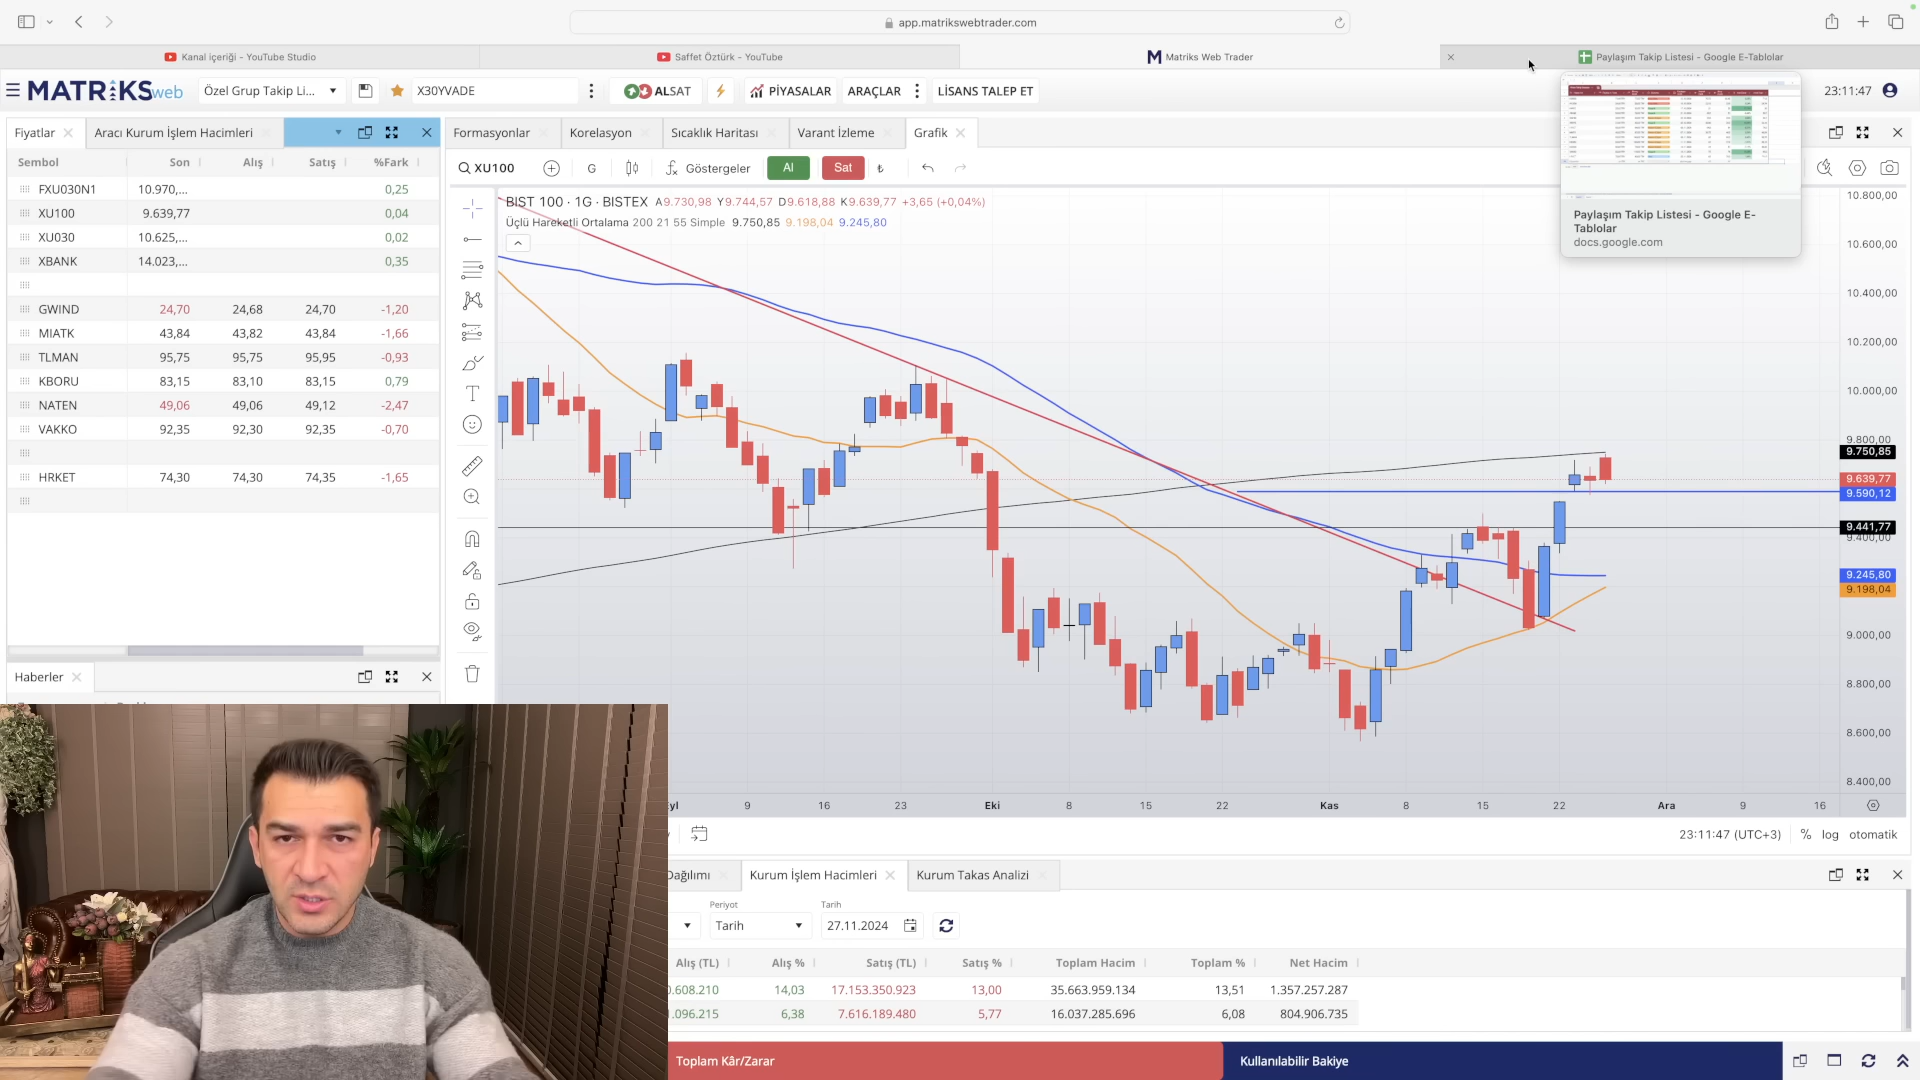 app.matrikswebtrader.com
Kanal içeriği - YouTube Studio
Saffet Öztürk - YouTube
Matriks Web Trader
Paylaşım Takip Listesi - Google E-Tablolar
MATRIKS web
Özel Grup Takip Li...
X30YVADE
ALSAT
PİYASALAR
ARAÇLAR
LİSANS TALEP ET
23:11:47
Paylaşım Takip Listesi - Google E-
Tablolar
docs.google.com
Fiyatlar
Aracı Kurum İşlem Hacimleri
Sembol Son Alış Satış %Fark
FXU030N1 10.970,... 0,25
XU100 9.639,77 0,04
XU030 10.625,... 0,02
XBANK 14.023,... 0,35
GWIND 24,70 24,68 24,70 -1,20
MIATK 43,84 43,82 43,84 -1,66
TLMAN 95,75 95,75 95,95 -0,93
KBORU 83,15 83,10 83,15 0,79
NATEN 49,06 49,06 49,12 -2,47
VAKKO 92,35 92,30 92,35 -0,70
HRKET 74,30 74,30 74,35 -1,65
Haberler
Formasyonlar
Korelasyon
Sıcaklık Haritası
Varant İzleme
Grafik
XU100
G
Göstergeler
Al
Sat
₺
BIST 100 · 1G · BISTEX A9.730,98 Y9.744,57 D9.618,88 K9.639,77 +3,65 (+0,04%)
Üçlü Hareketli Ortalama 200 21 55 Simple 9.750,85 9.198,04 9.245,80
10.800,00
10.600,00
10.400,00
10.200,00
10.000,00
9.800,00
9.750,85
9.639,77
9.590,12
9.441,77
9.400,00
9.245,80
9.198,04
9.000,00
8.800,00
8.600,00
8.400,00
yl 9 16 23 Eki 8 15 22 Kas 8 15 22 Ara 9 16
23:11:47 (UTC+3) % log otomatik
Dağılımı
Kurum İşlem Hacimleri
Kurum Takas Analizi
Periyot
Tarih
Tarih
27.11.2024
Alış (TL) Alış % Satış (TL) Satış % Toplam Hacim Toplam % Net Hacim
.608.210 14,03 17.153.350.923 13,00 35.663.959.134 13,51 1.357.257.287
.096.215 6,38 7.616.189.480 5,77 16.037.285.696 6,08 804.906.735
Toplam Kâr/Zarar
Kullanılabilir Bakiye